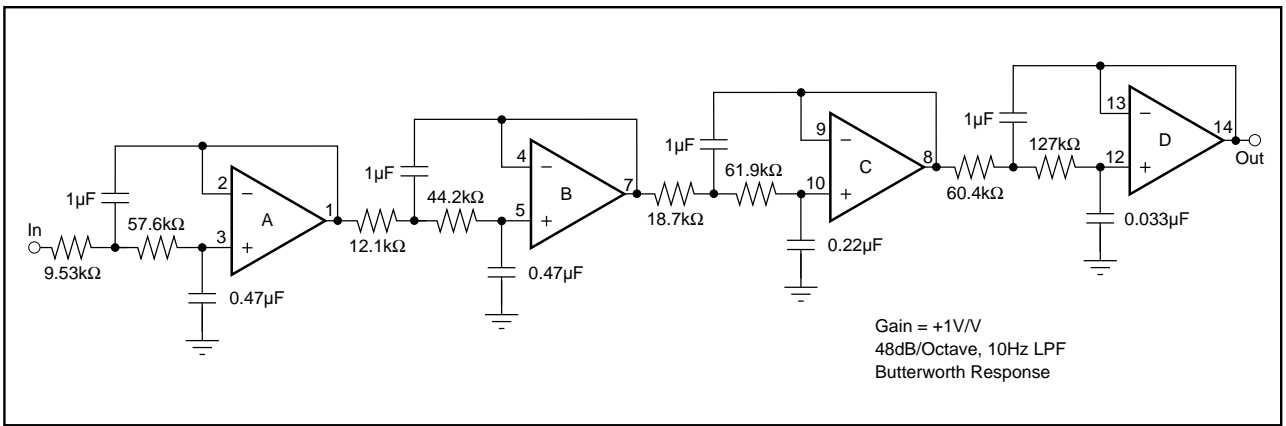 In
9.53kΩ
1µF
57.6kΩ
0.47µF
2
3
−
+
A
1
12.1kΩ
1µF
44.2kΩ
0.47µF
4
5
−
+
B
7
18.7kΩ
1µF
61.9kΩ
0.22µF
9
10
−
+
C
8
60.4kΩ
1µF
127kΩ
0.033µF
13
12
−
+
D
14
Out
Gain = +1V/V
48dB/Octave, 10Hz LPF
Butterworth Response